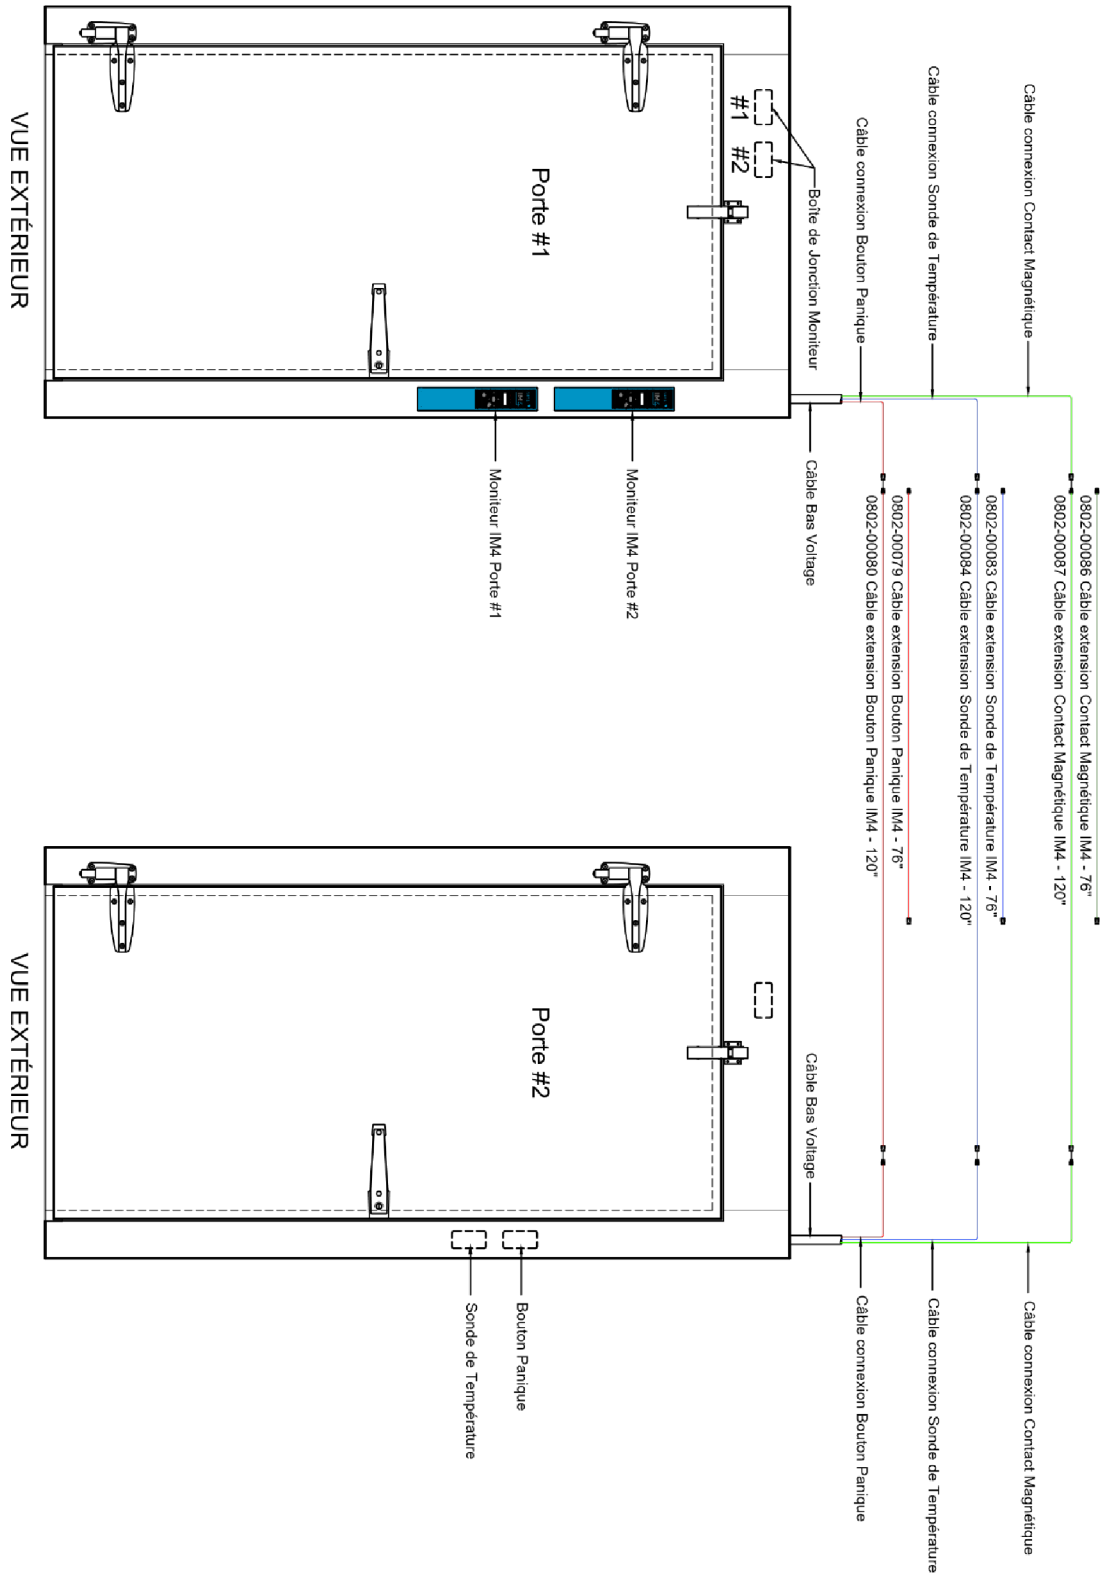 Câble connexion Contact Magnétique
Câble connexion Sonde de Température
Câble connexion Bouton Panique
Boîte de Jonction Moniteur
#1
#2
Porte #1
VUE EXTÉRIEUR
0802-00086 Câble extension Contact Magnétique IM4 - 76"
0802-00087 Câble extension Contact Magnétique IM4 - 120"
0802-00083 Câble extension Sonde de Température IM4 - 76"
0802-00084 Câble extension Sonde de Température IM4 - 120"
0802-00079 Câble extension Bouton Panique IM4 - 76"
0802-00080 Câble extension Bouton Panique IM4 - 120"
Câble Bas Voltage
Moniteur IM4 Porte #2
Moniteur IM4 Porte #1
Câble connexion Contact Magnétique
Câble connexion Sonde de Température
Câble connexion Bouton Panique
Câble Bas Voltage
Porte #2
Bouton Panique
Sonde de Température
VUE EXTÉRIEUR